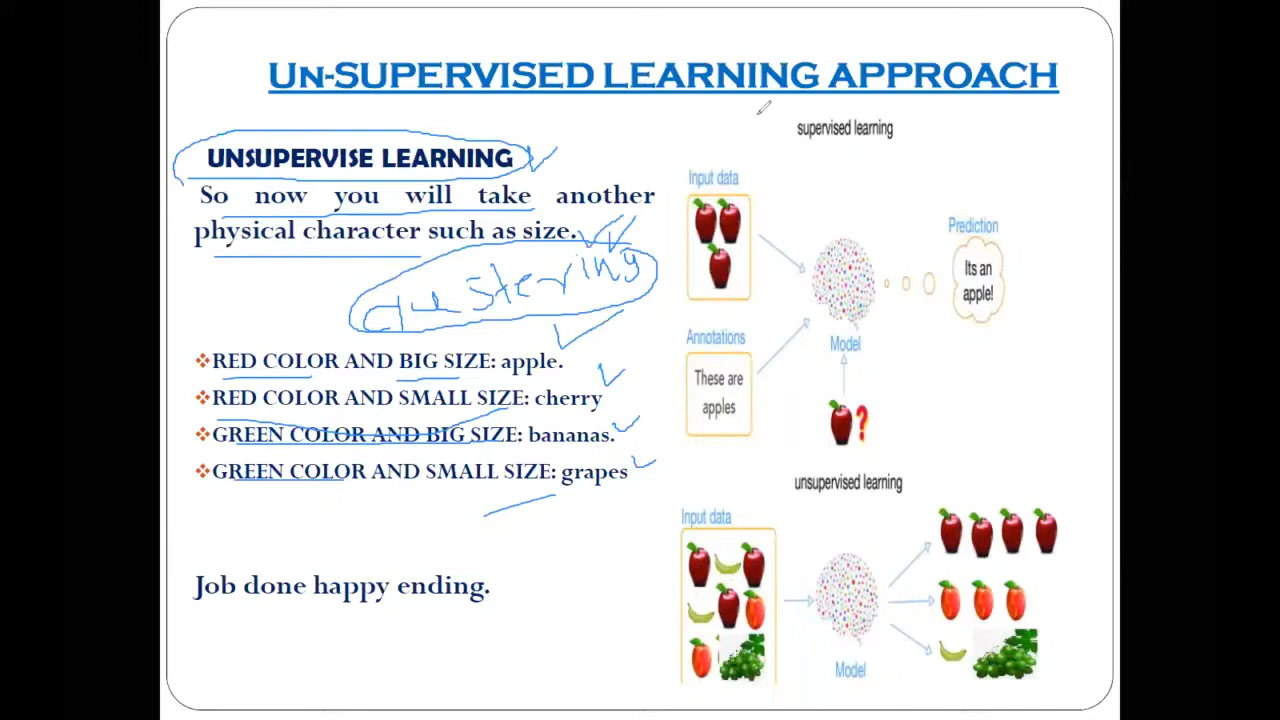 Un-SUPERVISED LEARNING APPROACH
UNSUPERVISE LEARNING
So now you will take another
physical character such as size.
clustering
❖RED COLOR AND BIG SIZE: apple.
❖RED COLOR AND SMALL SIZE: cherry
❖GREEN COLOR AND BIG SIZE: bananas.
❖GREEN COLOR AND SMALL SIZE: grapes
Job done happy ending.
supervised learning
Input data
Prediction
Its an
apple!
Annotations
Model
These are
apples
?
unsupervised learning
Input data
Model